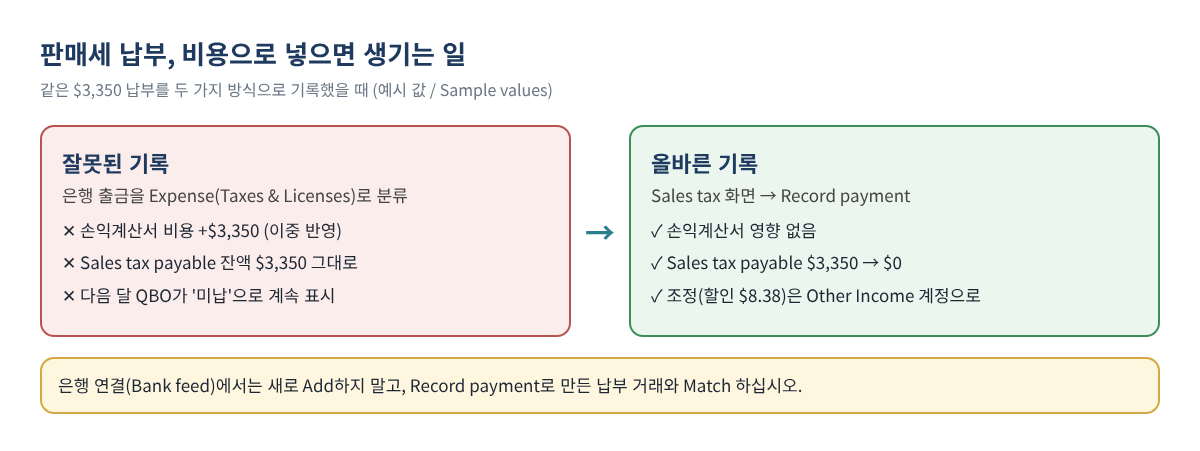 판매세 납부, 비용으로 넣으면 생기는 일
같은 $3,350 납부를 두 가지 방식으로 기록했을 때 (예시 값 / Sample values)
잘못된 기록
은행 출금을 Expense(Taxes & Licenses)로 분류
✕ 손익계산서 비용 +$3,350 (이중 반영)
✕ Sales tax payable 잔액 $3,350 그대로
✕ 다음 달 QBO가 '미납'으로 계속 표시
→
올바른 기록
Sales tax 화면 → Record payment
✓ 손익계산서 영향 없음
✓ Sales tax payable $3,350 → $0
✓ 조정(할인 $8.38)은 Other Income 계정으로
은행 연결(Bank feed)에서는 새로 Add하지 말고, Record payment로 만든 납부 거래와 Match 하십시오.